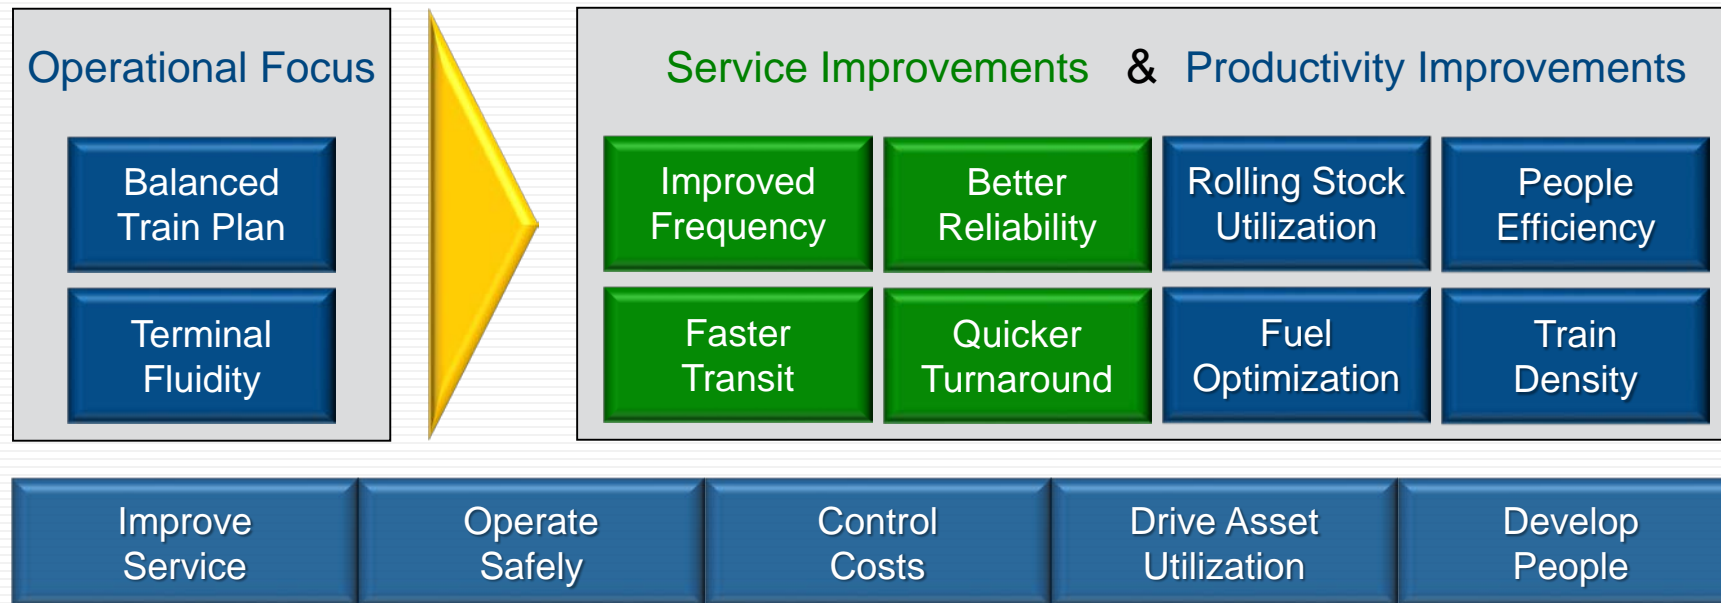 Operational Focus
Balanced
Train Plan
Terminal
Fluidity
Service Improvements & Productivity Improvements
Improved
Frequency
Better
Reliability
Rolling Stock
Utilization
People
Efficiency
Faster
Transit
Quicker
Turnaround
Fuel
Optimization
Train
Density
Improve
Service
Operate
Safely
Control
Costs
Drive Asset
Utilization
Develop
People